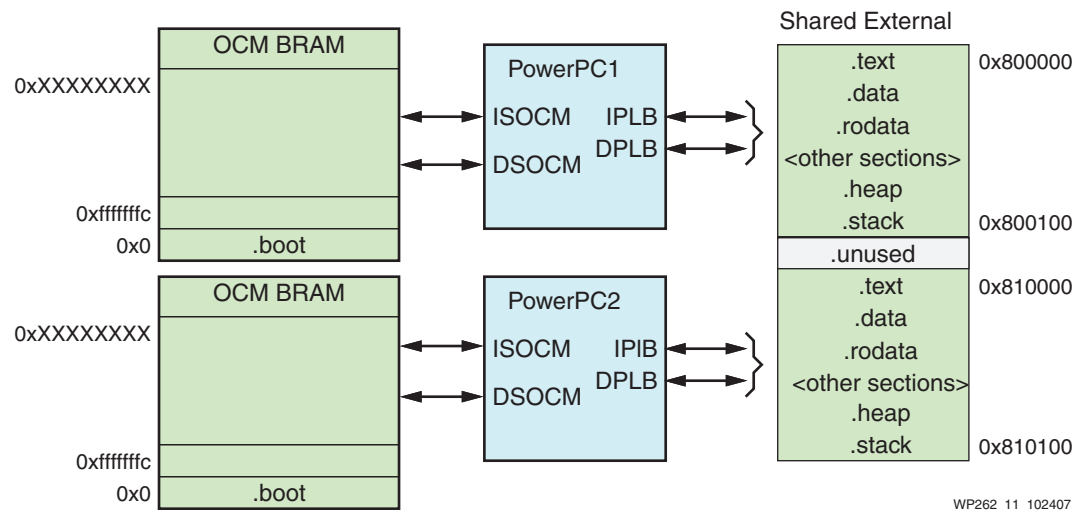 Shared External
OCM BRAM
0xXXXXXXXX
0xfffffffc
0x0
.boot
PowerPC1
ISOCM
IPLB
DSOCM
DPLB
.text
0x800000
.data
.rodata
<other sections>
.heap
.stack
0x800100
.unused
OCM BRAM
0xXXXXXXXX
0xfffffffc
0x0
.boot
PowerPC2
ISOCM
IPIB
DSOCM
DPLB
.text
0x810000
.data
.rodata
<other sections>
.heap
.stack
0x810100
WP262_11_102407